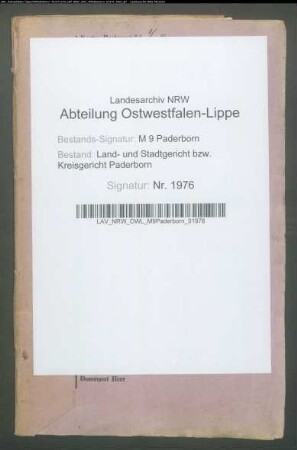 Landesarchiv NRW
Abteilung Ostwestfalen-Lippe
Bestands-Signatur: M 9 Paderborn
Bestand: Land- und Stadtgericht bzw.
Kreisgericht Paderborn
Signatur: Nr. 1976
LAV_NRW_OWL_M9Paderborn_01976